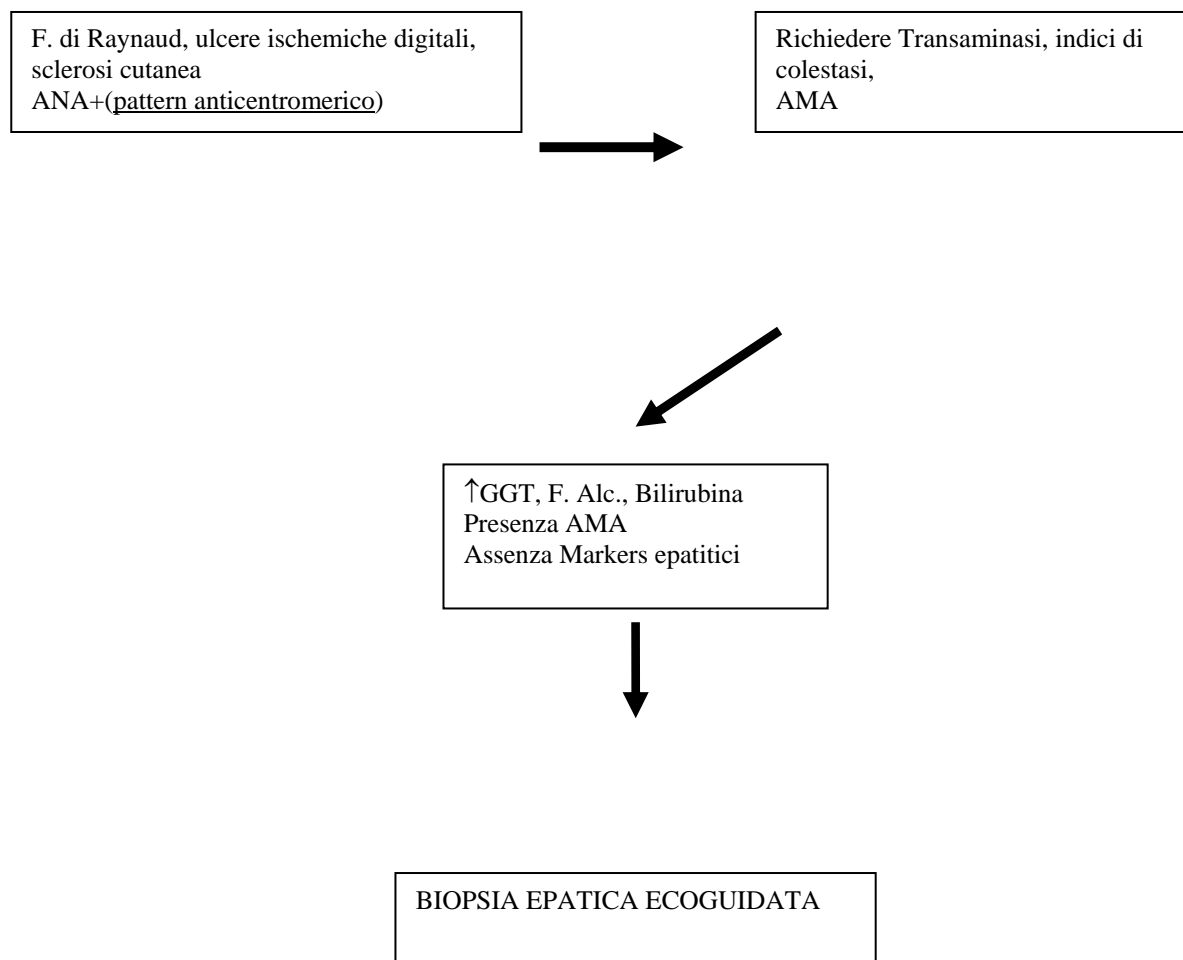 F. di Raynaud, ulcere ischemiche digitali,
sclerosi cutanea
ANA+(pattern anticentromerico)
Richiedere Transaminasi, indici di
colestasi,
AMA
↑GGT, F. Alc., Bilirubina
Presenza AMA
Assenza Markers epatitici
BIOPSIA EPATICA ECOGUIDATA